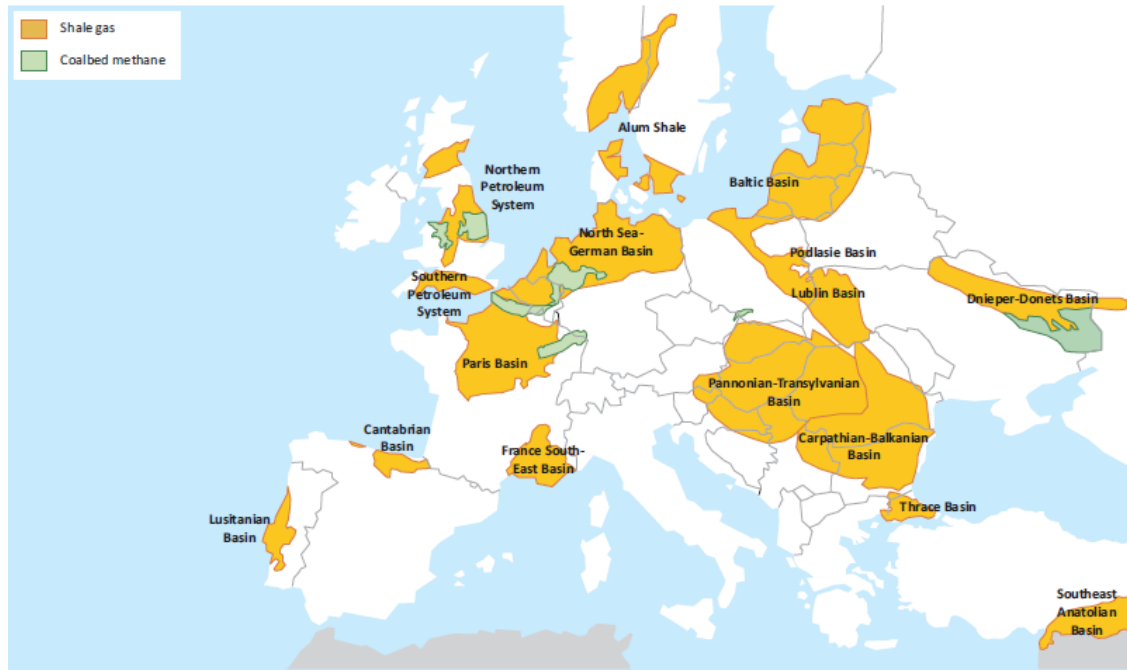 Shale gas
Coalbed methane
Alum Shale
Northern
Petroleum
System
Baltic Basin
North Sea-
German Basin
Podlasie Basin
Southern
Petroleum
System
Lublin Basin
Dnieper-Donets Basin
Paris Basin
Pannonian-Transylvanian
Basin
Cantabrian
Basin
Carpathian-Balkanian
Basin
France South-
East Basin
Thrace Basin
Lusitanian
Basin
Southeast
Anatolian
Basin